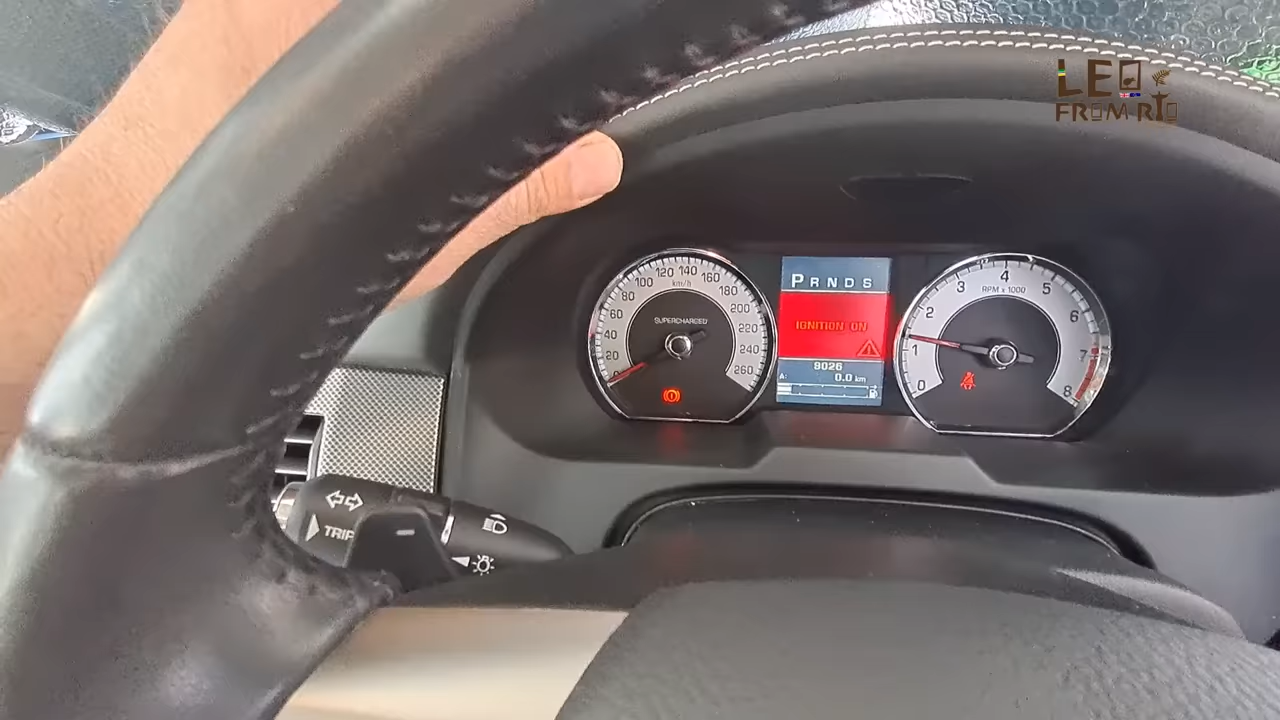 LEO
FROM RIO
0
20
40
60
80
100
120
140
160
180
200
220
240
260
km/h
SUPERCHARGED
P R N D S
IGNITION ON
9026
A: 0.0 km
0
1
2
3
4
5
6
7
8
RPM x 1000
TRIP